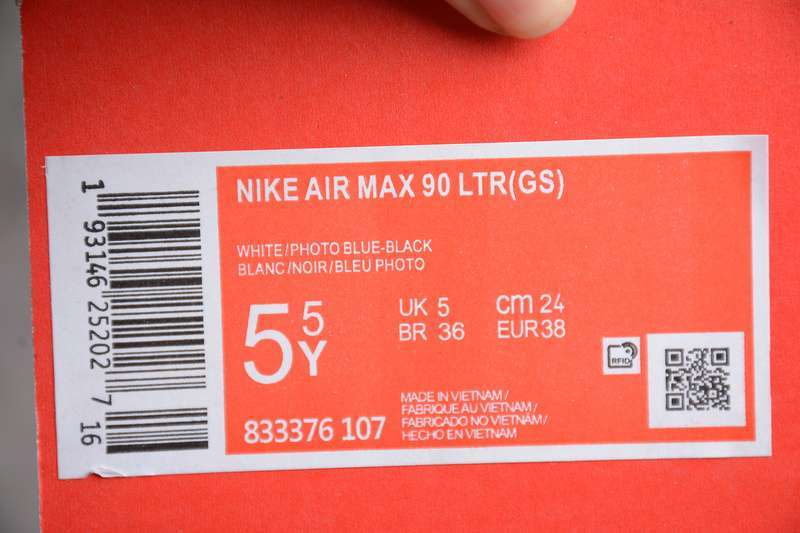 NIKE AIR MAX 90 LTR(GS)
WHITE/PHOTO BLUE-BLACK
BLANC/NOIR/BLEU PHOTO
5 5 Y
UK 5 cm 24
BR 36 EUR 38
RFID
833376 107
MADE IN VIETNAM/
FABRIQUE AU VIETNAM/
FABRICADO NO VIETNAM/
HECHO EN VIETNAM
1 93146 25202 7 16